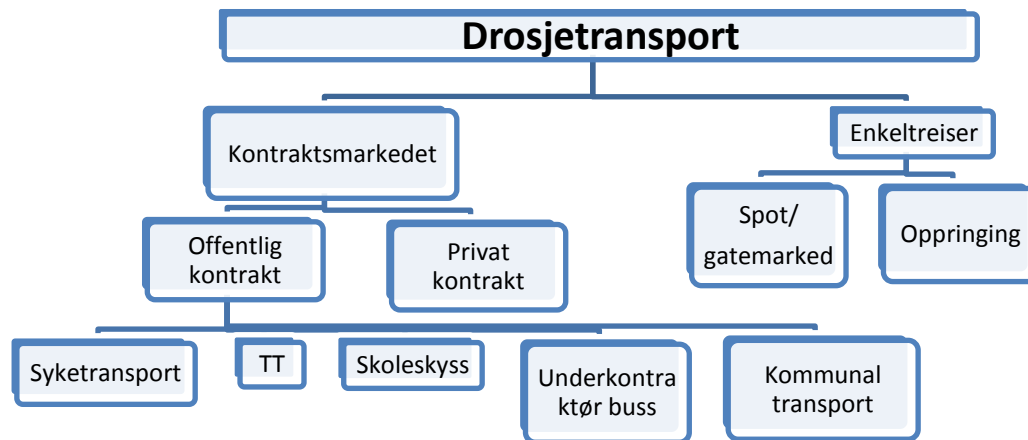 Drosjetransport
Kontraktsmarkedet
Enkeltreiser
Offentlig
kontrakt
Privat
kontrakt
Spot/
gatemarked
Oppringing
Syketransport
TT
Skoleskyss
Underkontra
ktør buss
Kommunal
transport